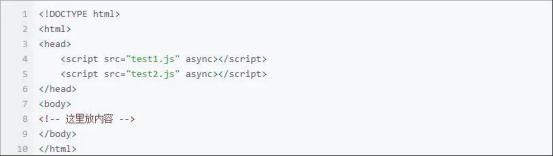 1 <!DOCTYPE html>
2 <html>
3 <head>
4     <script src="test1.js" async></script>
5     <script src="test2.js" async></script>
6 </head>
7 <body>
8 <!-- 这里放内容 -->
9 </body>
10 </html>